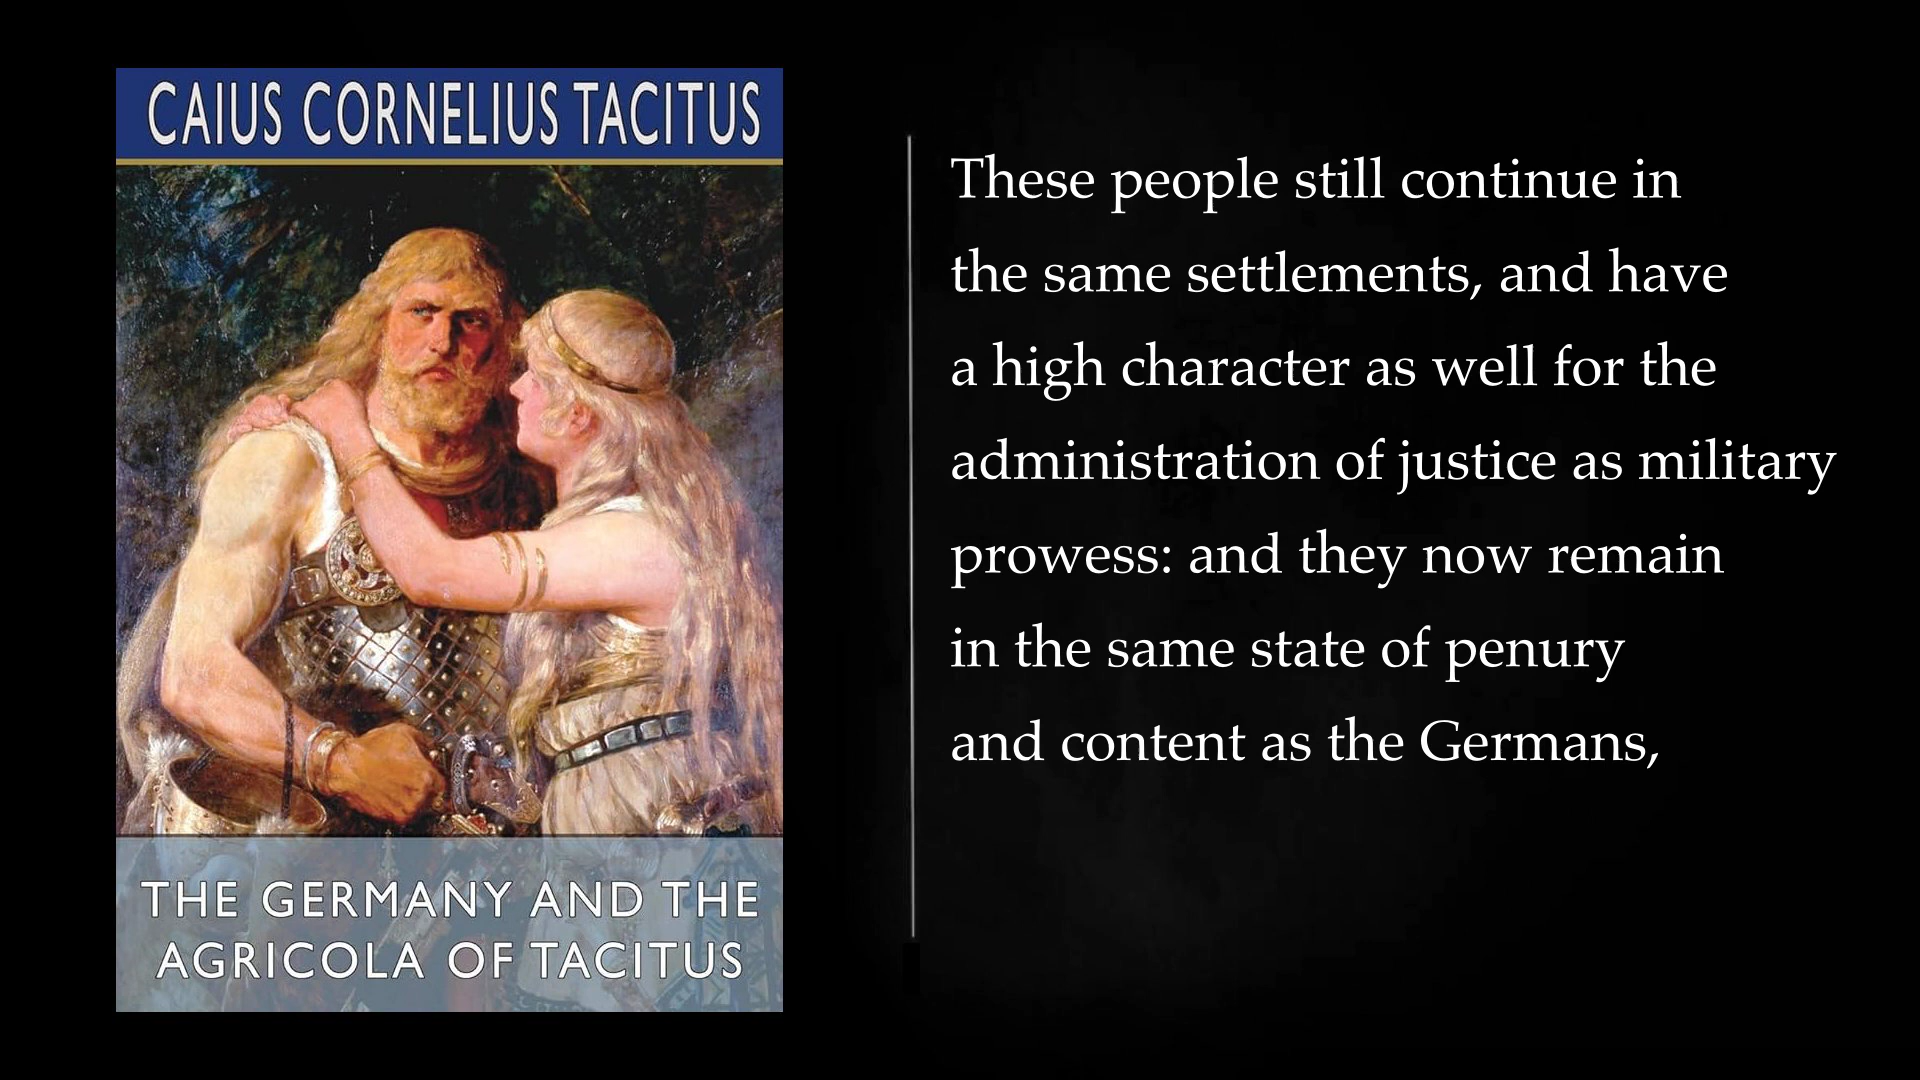 CAIUS CORNELIUS TACITUS
THE GERMANY AND THE
AGRICOLA OF TACITUS
These people still continue in
the same settlements, and have
a high character as well for the
administration of justice as military
prowess: and they now remain
in the same state of penury
and content as the Germans,